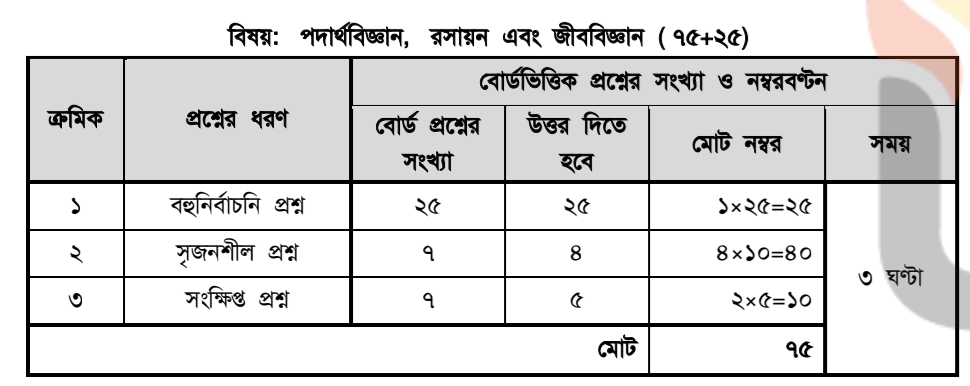 বিষয়: পদার্থবিজ্ঞান, রসায়ন এবং জীববিজ্ঞান ( ৭৫+২৫)
ক্রমিক প্রশ্নের ধরণ বোর্ডভিত্তিক প্রশ্নের সংখ্যা ও নম্বরবণ্টন
বোর্ড প্রশ্নের সংখ্যা উত্তর দিতে হবে মোট নম্বর সময়
১ বহুনির্বাচনি প্রশ্ন ২৫ ২৫ ১×২৫=২৫ ৩ ঘণ্টা
২ সৃজনশীল প্রশ্ন ৭ ৪ ৪×১০=৪০
৩ সংক্ষিপ্ত প্রশ্ন ৭ ৫ ২×৫=১০
মোট ৭৫